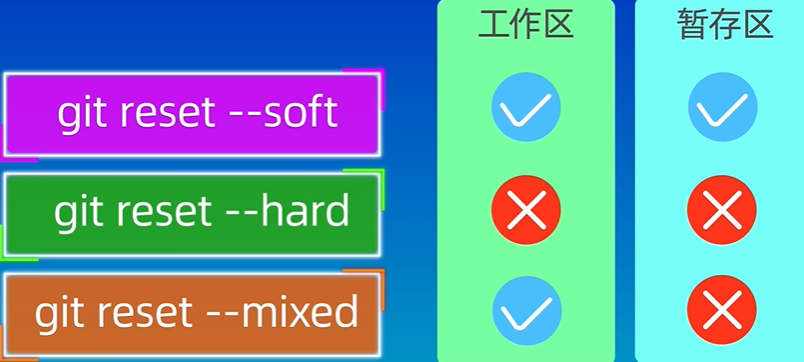 工作区 暂存区
git reset --soft
git reset --hard
git reset --mixed